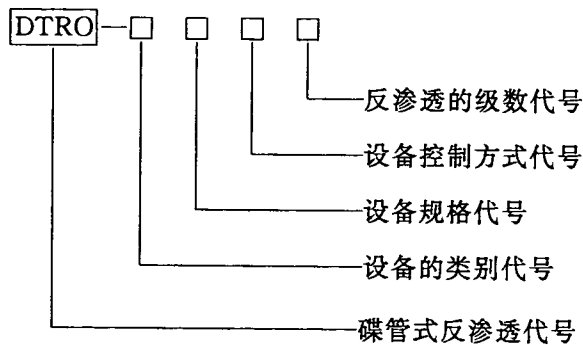 DTRO—□ □ □ □
反渗透的级数代号
设备控制方式代号
设备规格代号
设备的类别代号
碟管式反渗透代号